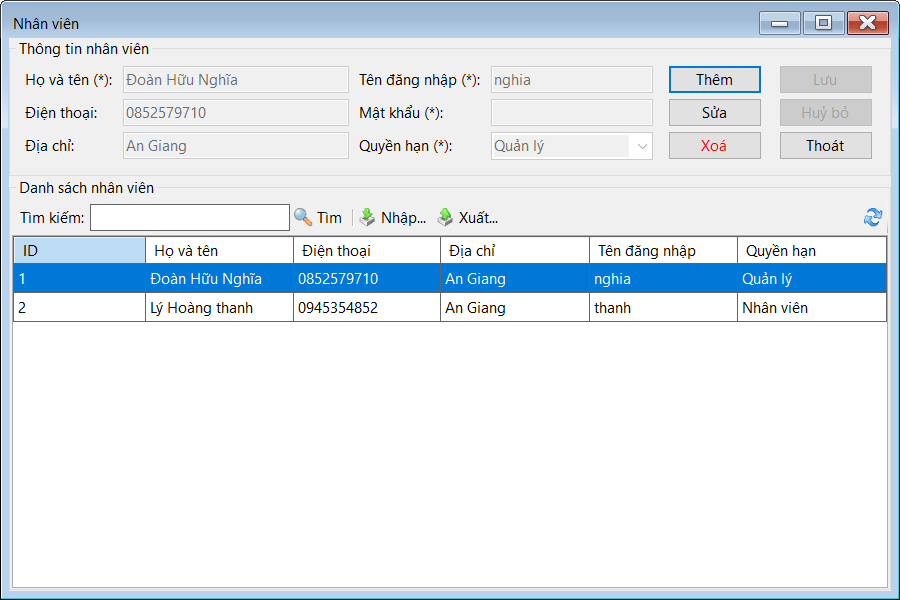 Nhân viên
Thông tin nhân viên
Họ và tên (*): Đoàn Hữu Nghĩa Tên đăng nhập (*): nghia Thêm Lưu
Điện thoại: 0852579710 Mật khẩu (*): Sửa Huỷ bỏ
Địa chỉ: An Giang Quyền hạn (*): Quản lý Xoá Thoát
Danh sách nhân viên
Tìm kiếm: Tìm Nhập... Xuất...
ID Họ và tên Điện thoại Địa chỉ Tên đăng nhập Quyền hạn
1 Đoàn Hữu Nghĩa 0852579710 An Giang nghia Quản lý
2 Lý Hoàng thanh 0945354852 An Giang thanh Nhân viên